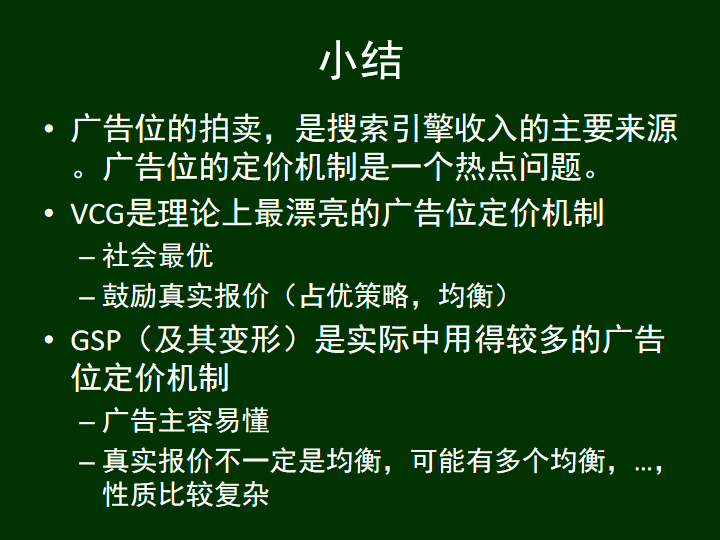 小结
• 广告位的拍卖，是搜索引擎收入的主要来源
。广告位的定价机制是一个热点问题。
• VCG是理论上最漂亮的广告位定价机制
– 社会最优
– 鼓励真实报价（占优策略，均衡）
• GSP（及其变形）是实际中用得较多的广告
位定价机制
– 广告主容易懂
– 真实报价不一定是均衡，可能有多个均衡，…，
性质比较复杂